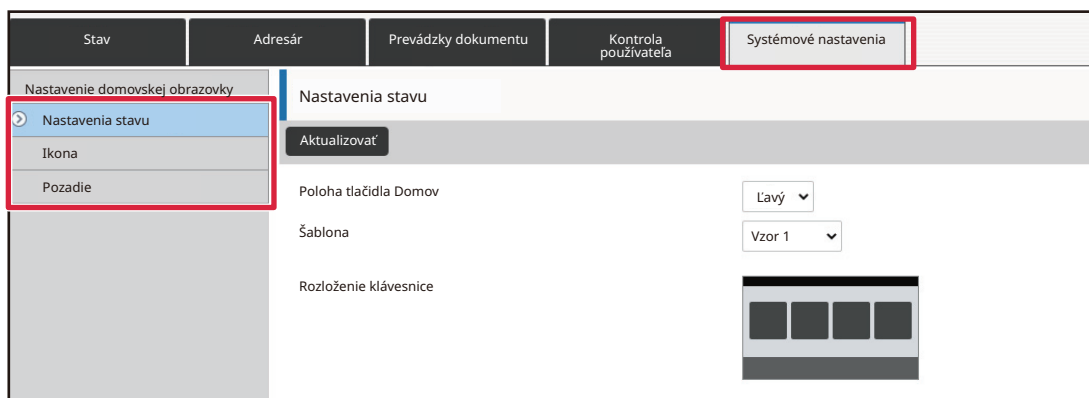 Stav
Adresár
Prevádzky dokumentu
Kontrola
používateľa
Systémové nastavenia
Nastavenie domovskej obrazovky
Nastavenia stavu
Ikona
Pozadie
Nastavenia stavu
Aktualizovať
Poloha tlačidla Domov
Ľavý
Šablona
Vzor 1
Rozloženie klávesnice